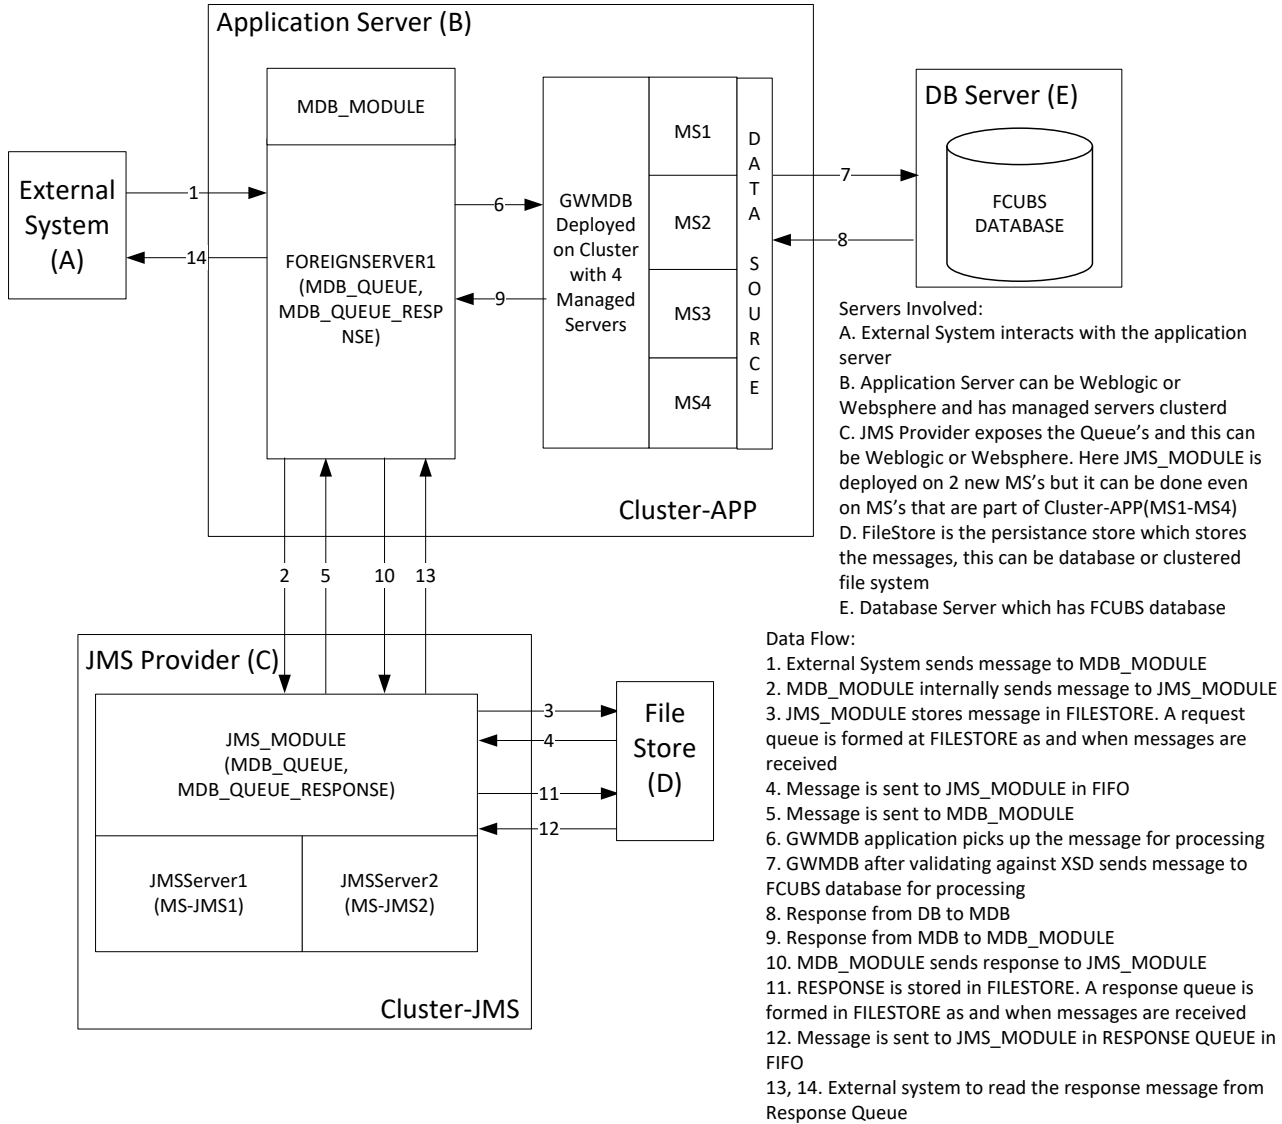 Application Server (B)
MDB_MODULE
FOREIGNSERVER1
(MDB_QUEUE,
MDB_QUEUE_RESP
NSE)
External
System
(A)
1
14
6
9
GWMDB
Deployed
on Cluster
with 4
Managed
Servers
MS1
MS2
MS3
MS4
D
A
T
A
S
O
U
R
C
E
Cluster-APP
7
8
DB Server (E)
FCUBS
DATABASE
Servers Involved:
A. External System interacts with the application
server
B. Application Server can be Weblogic or
Websphere and has managed servers clusterd
C. JMS Provider exposes the Queue's and this can
be Weblogic or Websphere. Here JMS_MODULE is
deployed on 2 new MS's but it can be done even
on MS's that are part of Cluster-APP(MS1-MS4)
D. FileStore is the persistance store which stores
the messages, this can be database or clustered
file system
E. Database Server which has FCUBS database
2
5
10
13
JMS Provider (C)
JMS_MODULE
(MDB_QUEUE,
MDB_QUEUE_RESPONSE)
JMSServer1
(MS-JMS1)
JMSServer2
(MS-JMS2)
Cluster-JMS
3
4
11
12
File
Store
(D)
Data Flow:
1. External System sends message to MDB_MODULE
2. MDB_MODULE internally sends message to JMS_MODULE
3. JMS_MODULE stores message in FILESTORE. A request
queue is formed at FILESTORE as and when messages are
received
4. Message is sent to JMS_MODULE in FIFO
5. Message is sent to MDB_MODULE
6. GWMDB application picks up the message for processing
7. GWMDB after validating against XSD sends message to
FCUBS database for processing
8. Response from DB to MDB
9. Response from MDB to MDB_MODULE
10. MDB_MODULE sends response to JMS_MODULE
11. RESPONSE is stored in FILESTORE. A response queue is
formed in FILESTORE as and when messages are received
12. Message is sent to JMS_MODULE in RESPONSE QUEUE in
FIFO
13, 14. External system to read the response message from
Response Queue